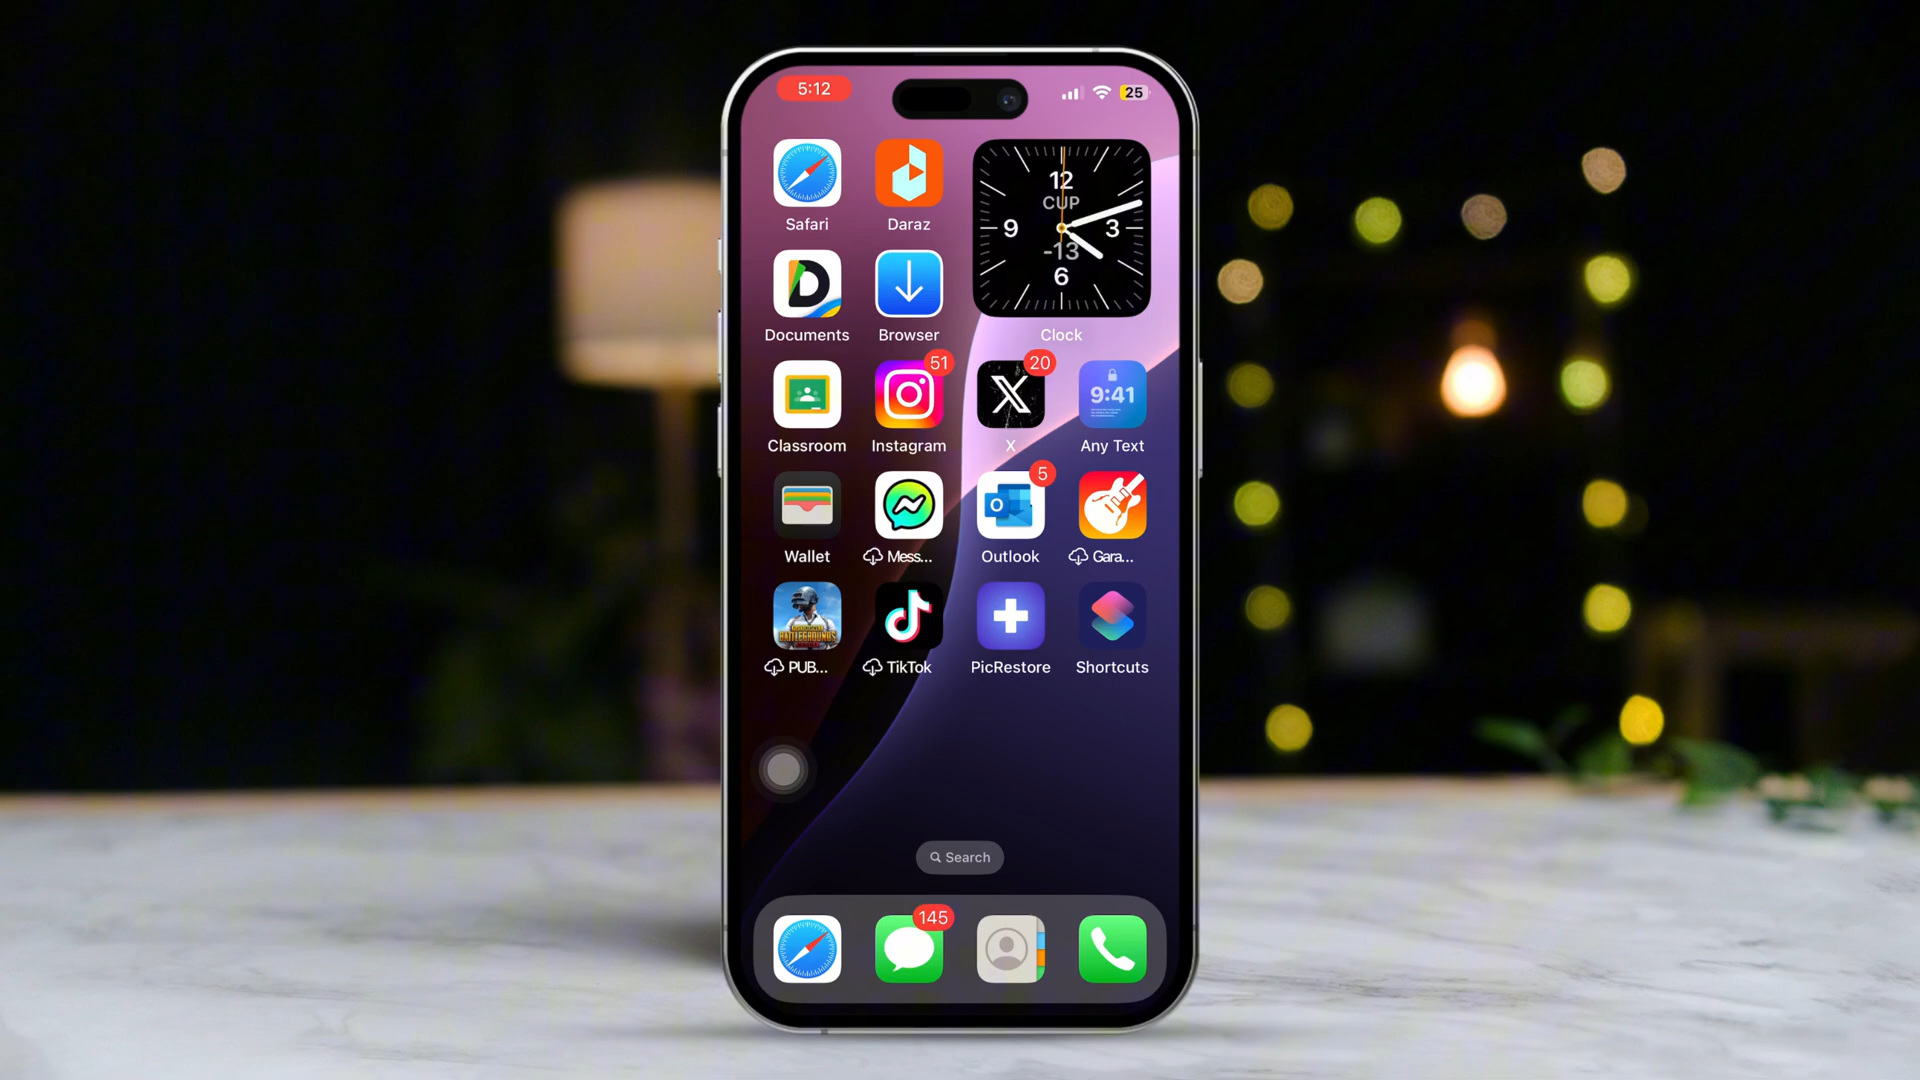 5:12
25
12
CUP
9
3
-13
6
Safari
Daraz
Documents
Browser
Clock
51
20
9:41
Classroom
Instagram
X
Any Text
5
Wallet
Mess...
Outlook
Gara...
BATTLEGROUNDS
PUB...
TikTok
PicRestore
Shortcuts
Search
145